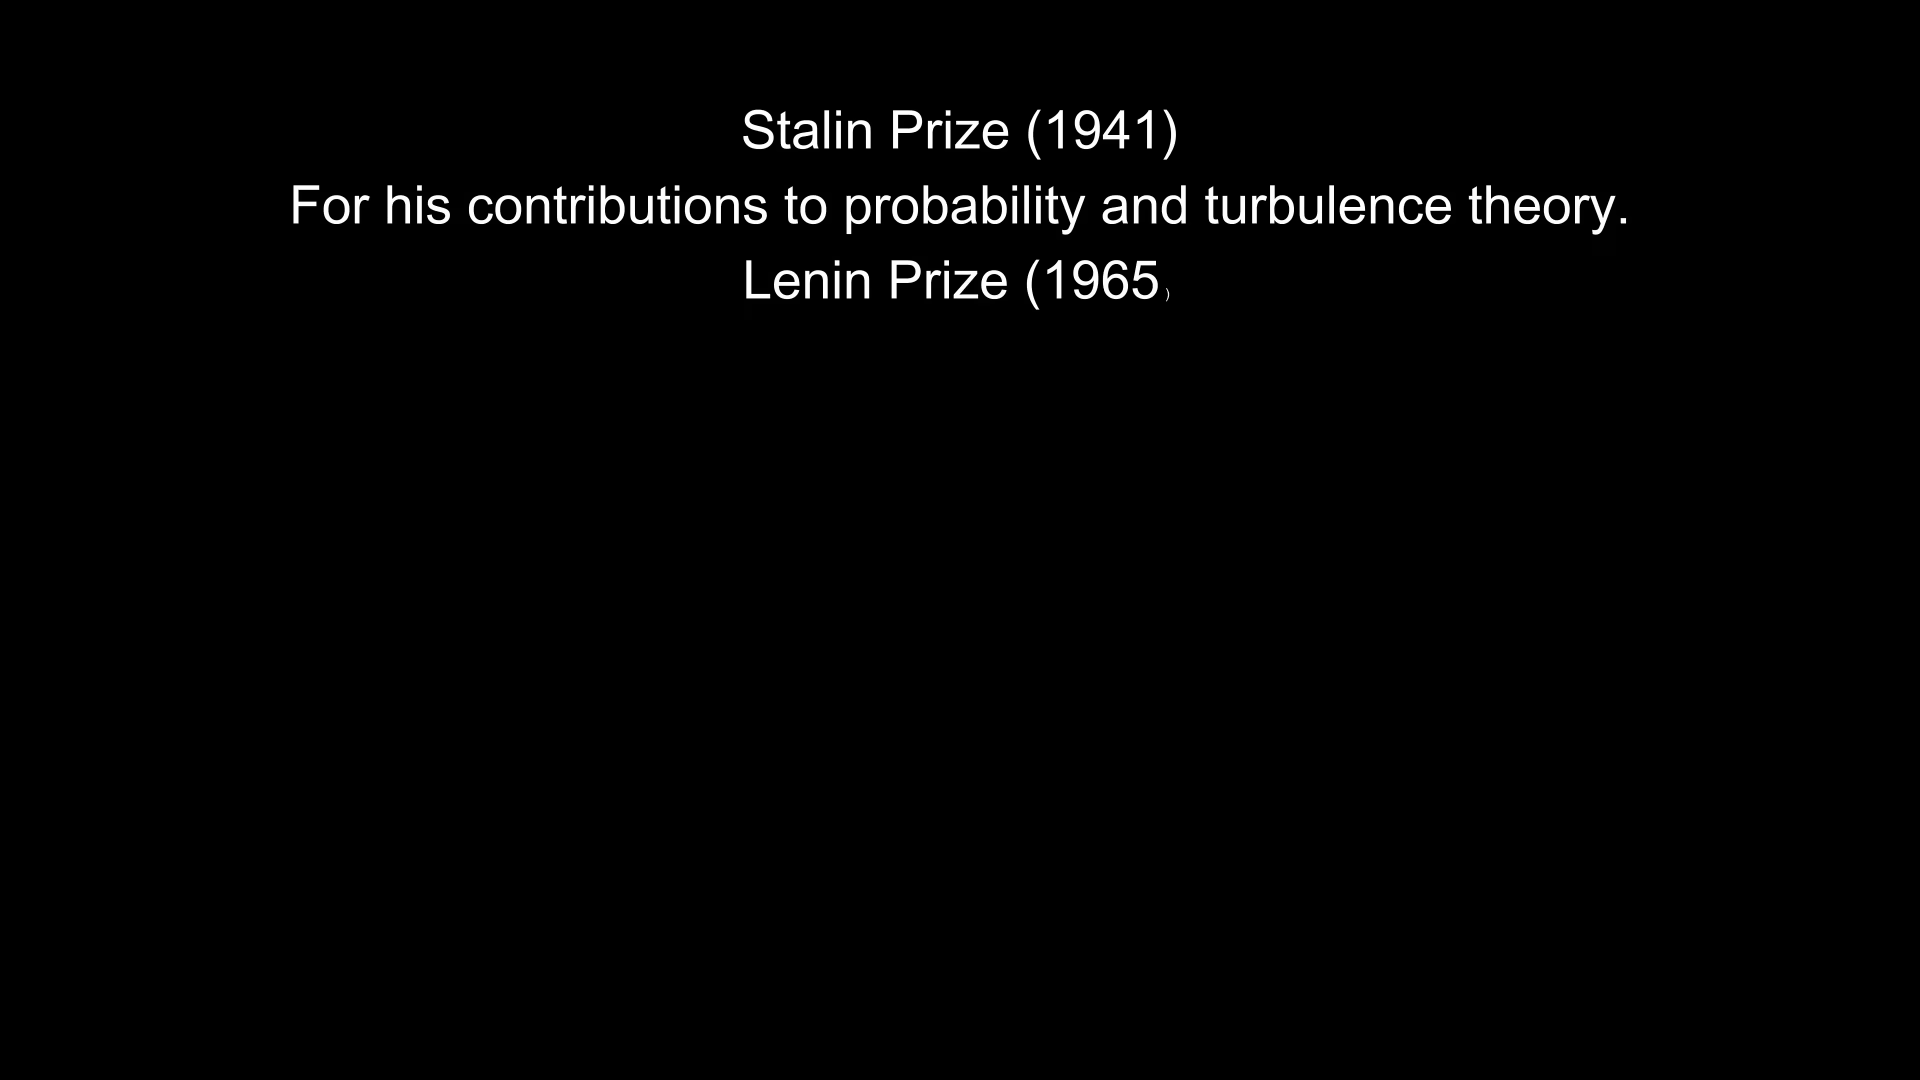 Stalin Prize (1941)
For his contributions to probability and turbulence theory.
Lenin Prize (1965)